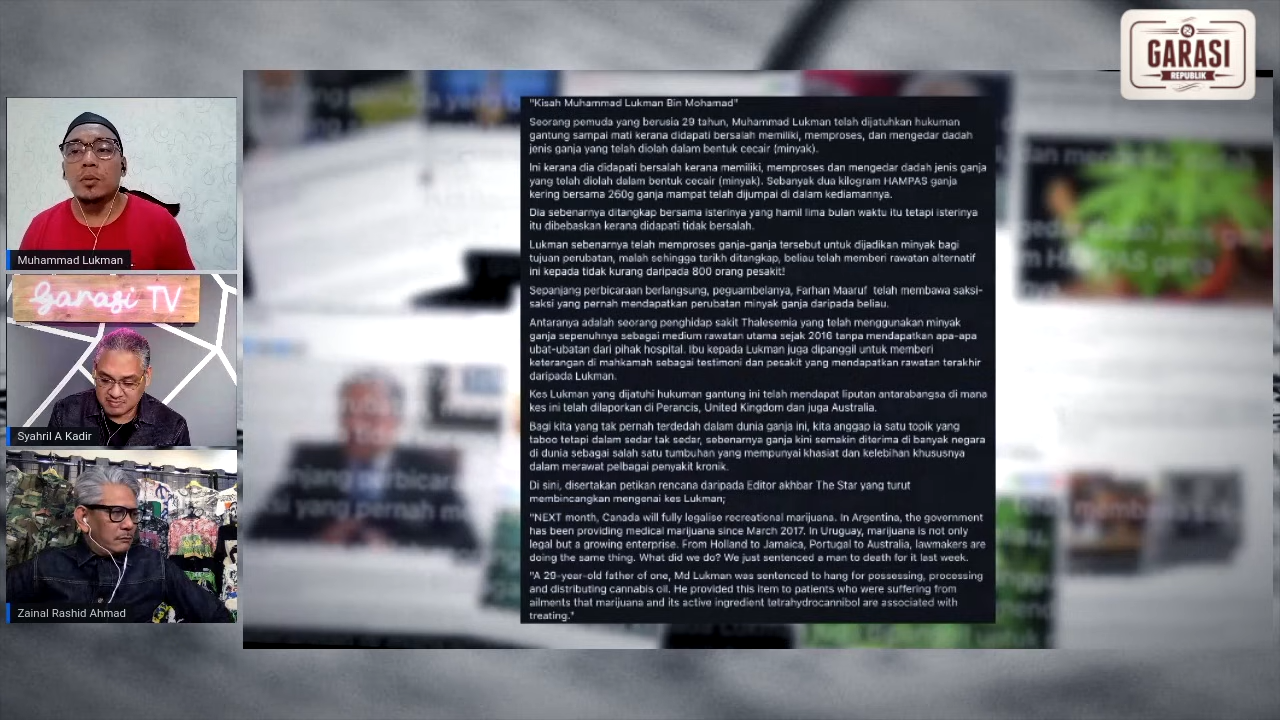 GARASI
REPUBLIK
Muhammad Lukman
Garasi TV
Syahril A Kadir
Zainal Rashid Ahmad
"Kisah Muhammad Lukman Bin Mohamad"
Seorang pemuda yang berusia 29 tahun, Muhammad Lukman telah dijatuhkan hukuman
gantung sampai mati kerana didapati bersalah memiliki, memproses, dan mengedar dadah
jenis ganja yang telah diolah dalam bentuk cecair (minyak).
Ini kerana dia didapati bersalah kerana memiliki, memproses dan mengedar dadah jenis ganja
yang telah diolah dalam bentuk cecair (minyak). Sebanyak dua kilogram HAMPAS ganja
kering bersama 260g ganja mampat telah dijumpai di dalam kediamannya.
Dia sebenarnya ditangkap bersama isterinya yang hamil lima bulan waktu itu tetapi isterinya
itu dibebaskan kerana didapati tidak bersalah.
Lukman sebenarnya telah memproses ganja-ganja tersebut untuk dijadikan minyak bagi
tujuan perubatan, malah sehingga tarikh ditangkap, beliau telah memberi rawatan alternatif
ini kepada tidak kurang daripada 800 orang pesakit!
Sepanjang perbicaraan berlangsung, peguambelanya, Farhan Maaruf telah membawa saksi-
saksi yang pernah mendapatkan perubatan minyak ganja daripada beliau.
Antaranya adalah seorang penghidap sakit Thalesemia yang telah menggunakan minyak
ganja sepenuhnya sebagai medium rawatan utama sejak 2016 tanpa mendapatkan apa-apa
ubat-ubatan dari pihak hospital. Ibu kepada Lukman juga dipanggil untuk memberi
keterangan di mahkamah sebagai testimoni dan pesakit yang mendapatkan rawatan terakhir
daripada Lukman.
Kes Lukman yang dijatuhi hukuman gantung ini telah mendapat liputan antarabangsa di mana
kes ini telah dilaporkan di Perancis, United Kingdom dan juga Australia.
Bagi kita yang tak pernah terdedah dalam dunia ganja ini, kita anggap ia satu topik yang
taboo tetapi dalam sedar tak sedar, sebenarnya ganja kini semakin diterima di banyak negara
di dunia sebagai salah satu tumbuhan yang mempunyai khasiat dan kelebihan khususnya
dalam merawat pelbagai penyakit kronik.
Di sini, disertakan petikan rencana daripada Editor akhbar The Star yang turut
membincangkan mengenai kes Lukman;
"NEXT month, Canada will fully legalise recreational marijuana. In Argentina, the government
has been providing medical marijuana since March 2017. In Uruguay, marijuana is not only
legal but a growing enterprise. From Holland to Jamaica, Portugal to Australia, lawmakers are
doing the same thing. What did we do? We just sentenced a man to death for it last week.
"A 29-year-old father of one, Md Lukman was sentenced to hang for possessing, processing
and distributing cannabis oil. He provided this item to patients who were suffering from
ailments that marijuana and its active ingredient tetrahydrocannibol are associated with
treating."